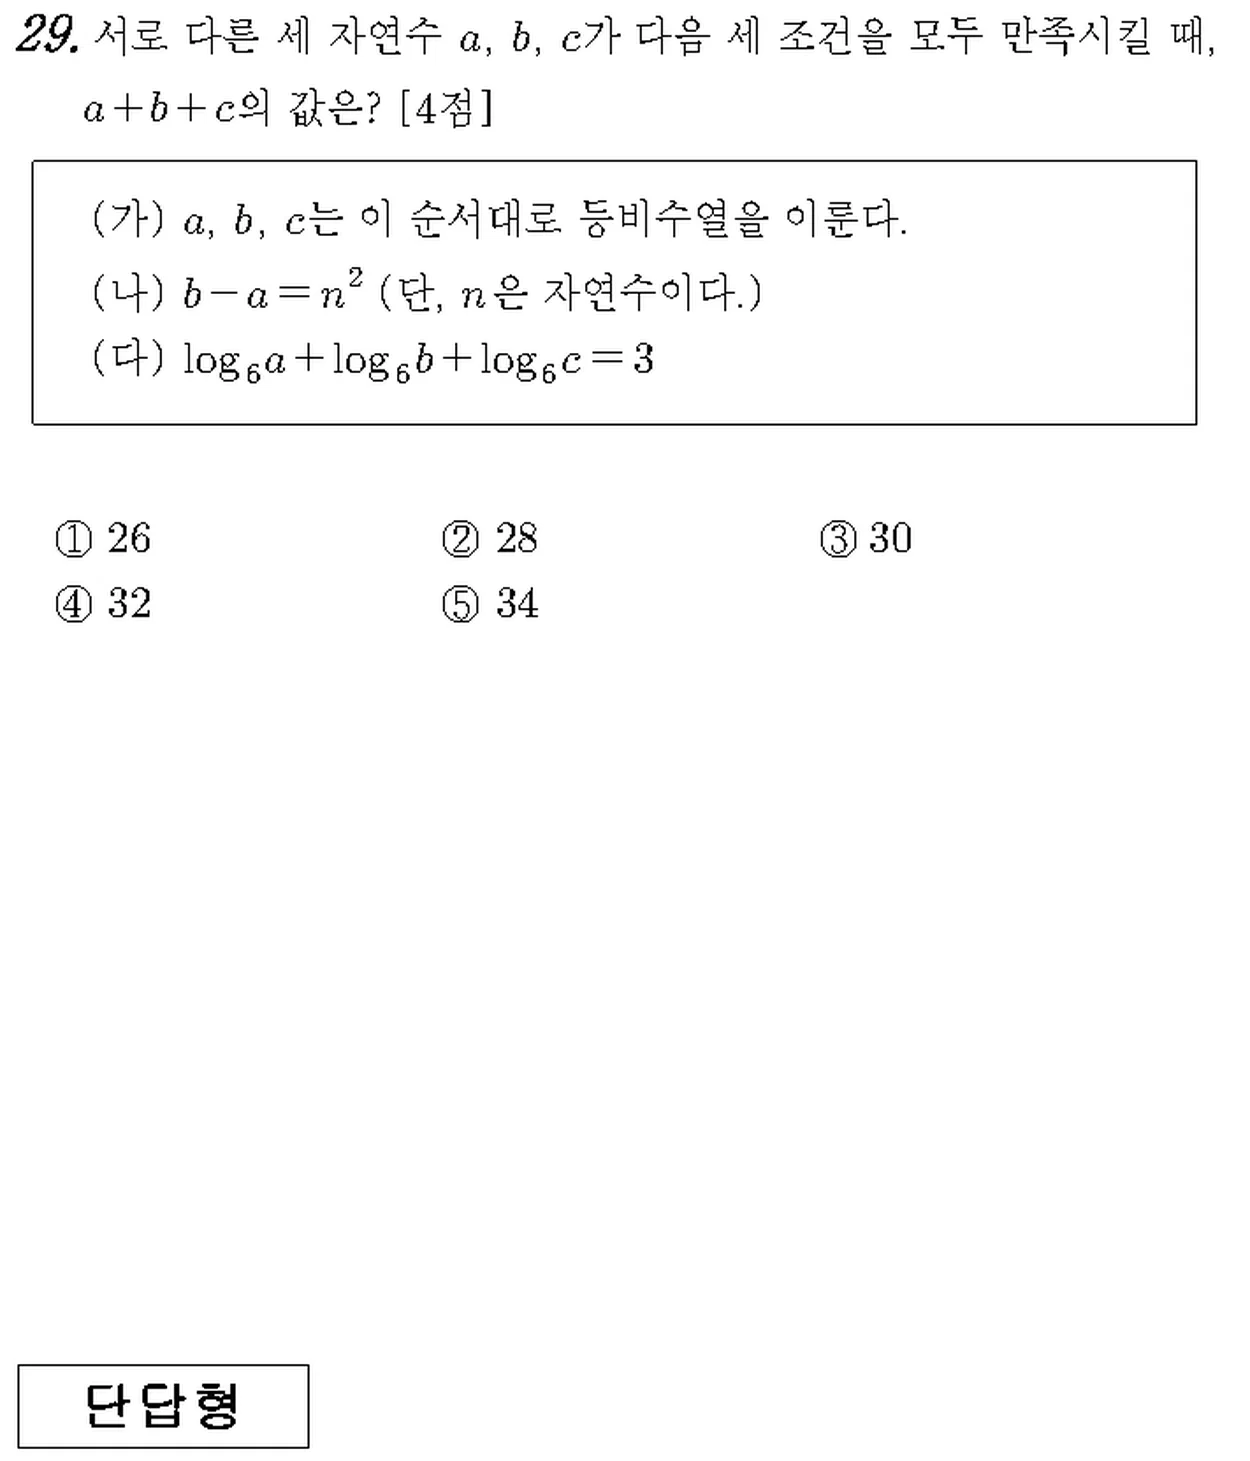 29. 서로 다른 세 자연수 a, b, c가 다음 세 조건을 모두 만족시킬 때,
a+b+c의 값은? [4점]
(가) a, b, c는 이 순서대로 등비수열을 이룬다.
(나) b-a=n² (단, n은 자연수이다.)
(다) log₆a+log₆b+log₆c=3
① 26 ② 28 ③ 30
④ 32 ⑤ 34
단답형